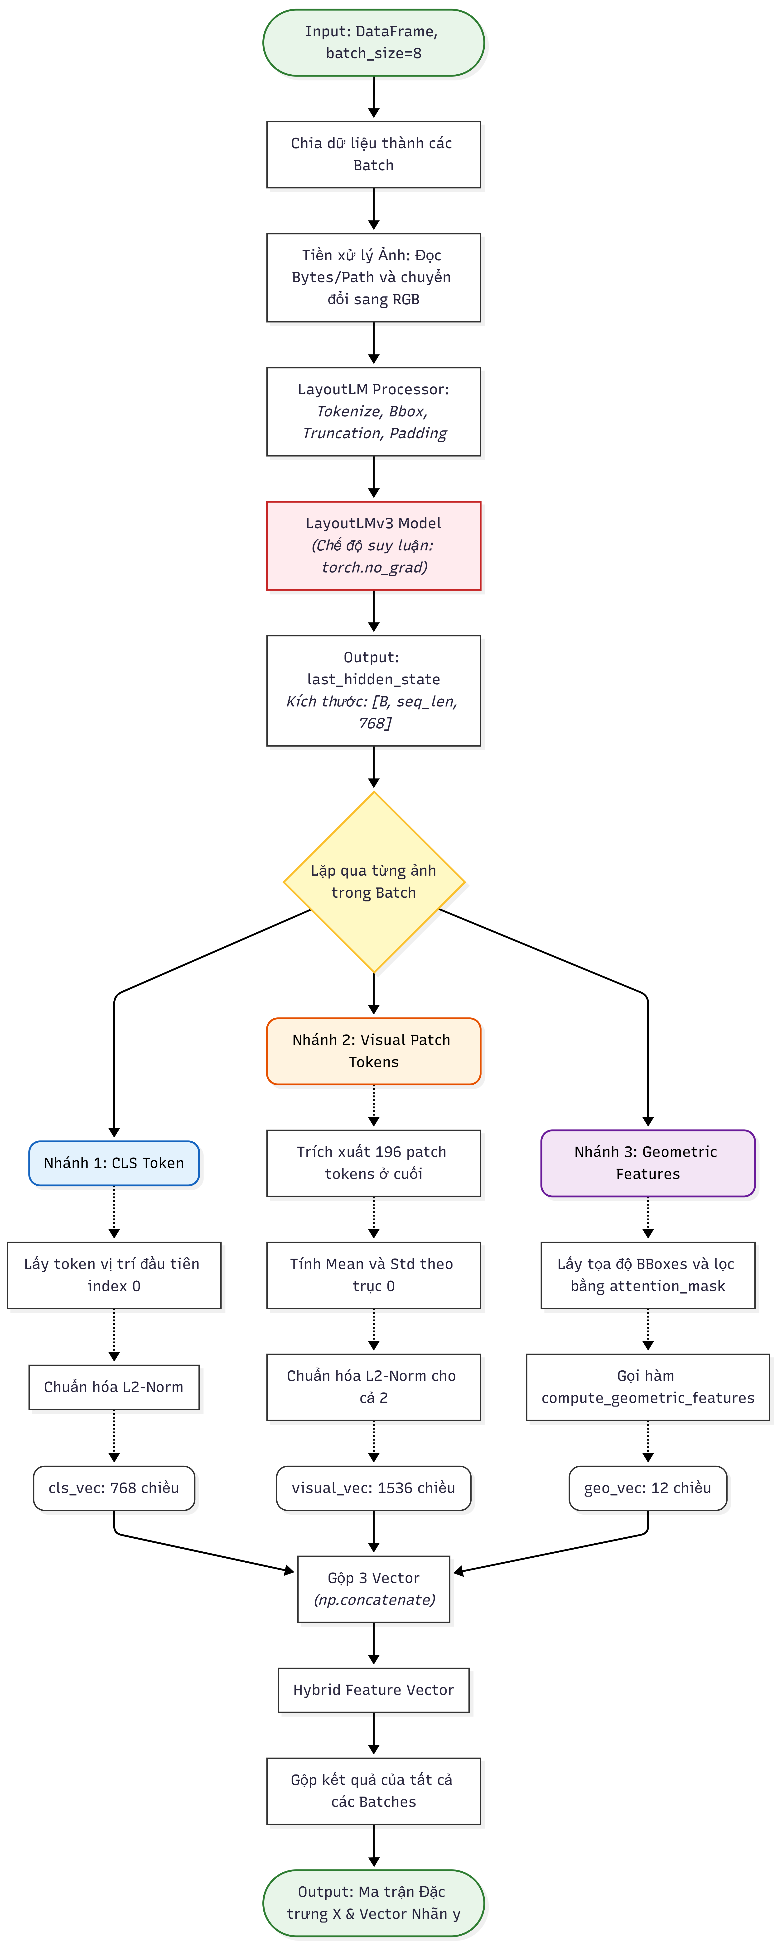 Input: DataFrame,
batch_size=8
Chia dữ liệu thành các
Batch
Tiền xử lý Ảnh: Đọc
Bytes/Path và chuyển
đổi sang RGB
LayoutLM Processor:
Tokenize, Bbox,
Truncation, Padding
LayoutLMv3 Model
(Chế độ suy luận:
torch.no_grad)
Output:
last_hidden_state
Kích thước: [B, seq_len,
768]
Lặp qua từng ảnh
trong Batch
Nhánh 1: CLS Token
Lấy token vị trí đầu tiên
index 0
Chuẩn hóa L2-Norm
cls_vec: 768 chiều
Nhánh 2: Visual Patch
Tokens
Trích xuất 196 patch
tokens ở cuối
Tính Mean và Std theo
trục 0
Chuẩn hóa L2-Norm cho
cả 2
visual_vec: 1536 chiều
Nhánh 3: Geometric
Features
Lấy tọa độ BBoxes và lọc
bằng attention_mask
Gọi hàm
compute_geometric_features
geo_vec: 12 chiều
Gộp 3 Vector
(np.concatenate)
Hybrid Feature Vector
Gộp kết quả của tất cả
các Batches
Output: Ma trận Đặc
trưng X & Vector Nhãn y